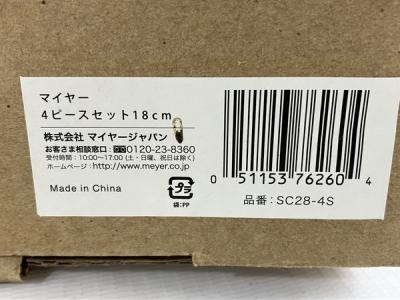 マイヤー
4ピースセット18cm
株式会社 マイヤージャパン
お客さま相談窓口：0120-23-8360
受付時間：10:00〜17:00 (土・日曜、祝日は除く)
ホームページ：http://www.meyer.co.jp
Made in China
プラ
袋：PP
0 51153 76260 4
品番：SC28-4S